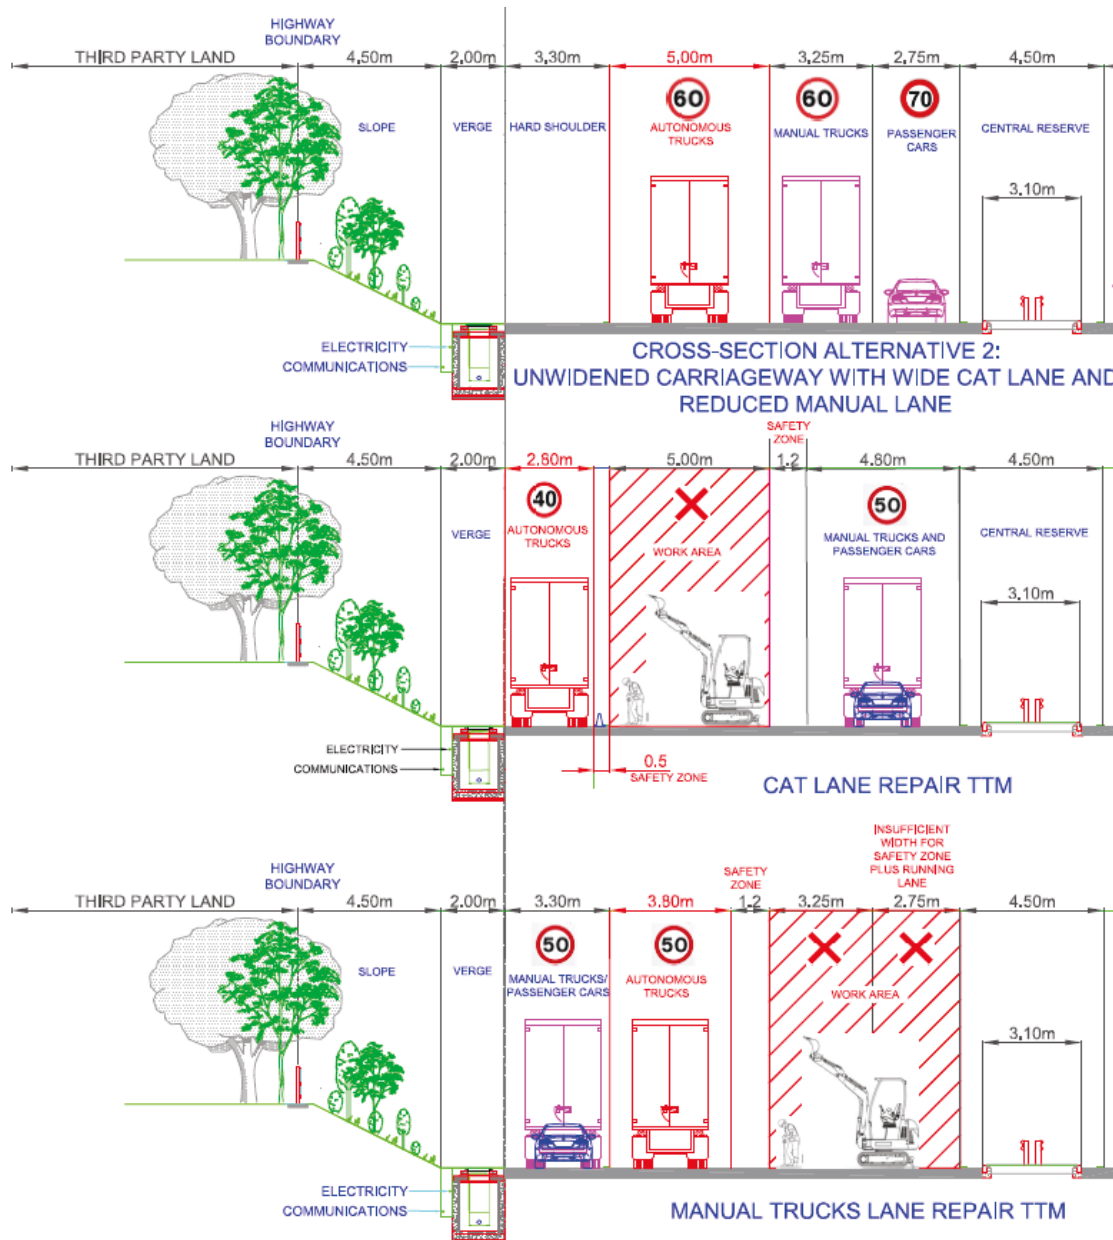 HIGHWAY
BOUNDARY
THIRD PARTY LAND
4.50m
2.00m
3.30m
5.00m
3.25m
2.75m
4.50m
60
60
70
SLOPE
VERGE
HARD SHOULDER
AUTONOMOUS
TRUCKS
MANUAL TRUCKS
PASSENGER
CARS
CENTRAL RESERVE
3.10m
ELECTRICITY
COMMUNICATIONS
CROSS-SECTION ALTERNATIVE 2:
UNWIDENED CARRIAGEWAY WITH WIDE CAT LANE AND
REDUCED MANUAL LANE
HIGHWAY
BOUNDARY
SAFETY
ZONE
THIRD PARTY LAND
4.50m
2.00m
2.80m
5.00m
1.2
4.80m
4.50m
40
50
VERGE
AUTONOMOUS
TRUCKS
WORK AREA
MANUAL TRUCKS AND
PASSENGER CARS
CENTRAL RESERVE
3.10m
ELECTRICITY
COMMUNICATIONS
0.5
SAFETY ZONE
CAT LANE REPAIR TTM
HIGHWAY
BOUNDARY
SAFETY
ZONE
INSUFFICIENT
WIDTH FOR
SAFETY ZONE
PLUS RUNNING
LANE
THIRD PARTY LAND
4.50m
2.00m
3.30m
3.80m
1.2
3.25m
2.75m
4.50m
50
50
SLOPE
VERGE
MANUAL TRUCKS/
PASSENGER CARS
AUTONOMOUS
TRUCKS
WORK AREA
3.10m
ELECTRICITY
COMMUNICATIONS
MANUAL TRUCKS LANE REPAIR TTM